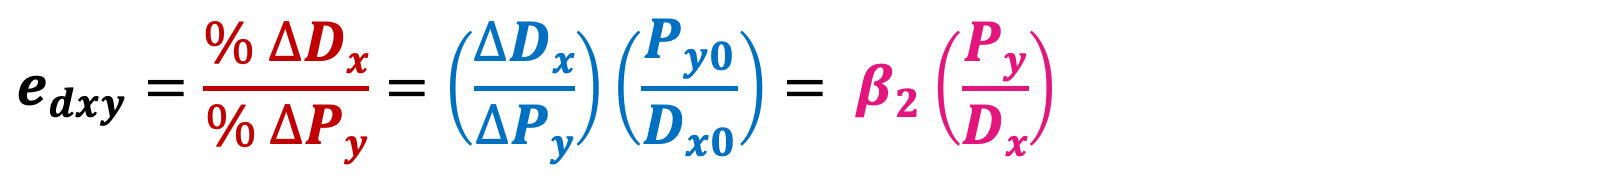 e_dxy = (% ΔD_x)/(% ΔP_y) = (ΔD_x/ΔP_y) (P_y0/D_x0) = β_2 (P_y/D_x)